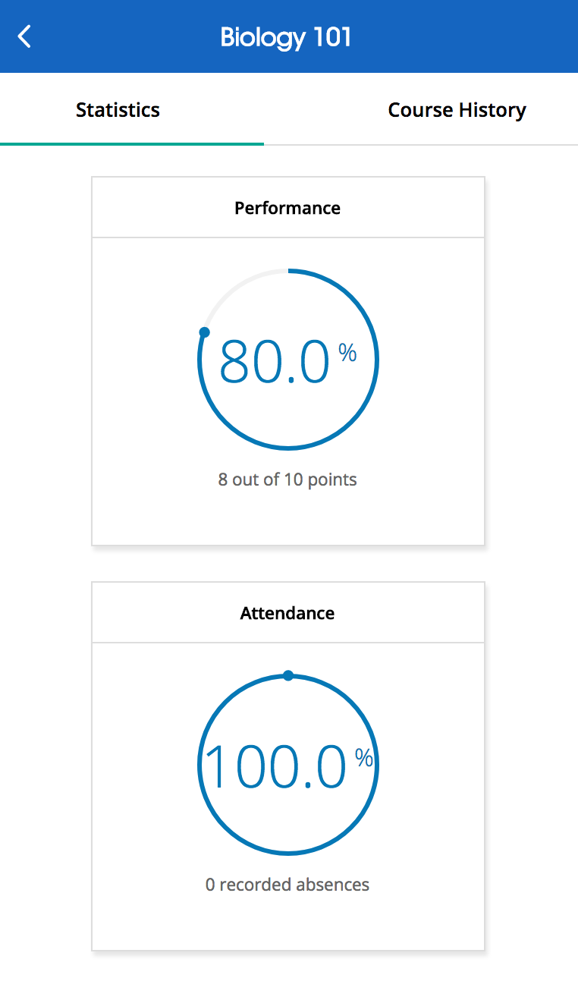 Biology 101
Statistics
Course History
Performance
80.0 %
8 out of 10 points
Attendance
100.0 %
0 recorded absences